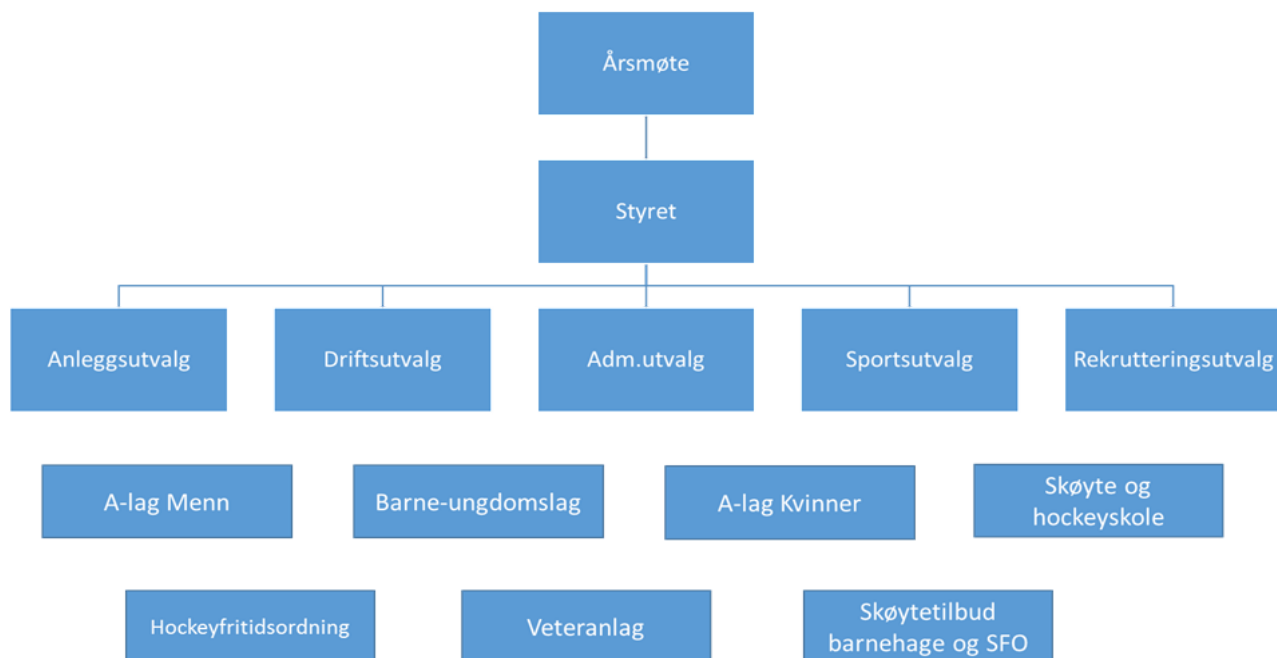 Årsmøte
Styret
Anleggsutvalg
Driftsutvalg
Adm.utvalg
Sportsutvalg
Rekrutteringsutvalg
A-lag Menn
Barne-ungdomslag
A-lag Kvinner
Skøyte og
hockeyskole
Hockeyfritidsordning
Veteranlag
Skøytetilbud
barnehage og SFO